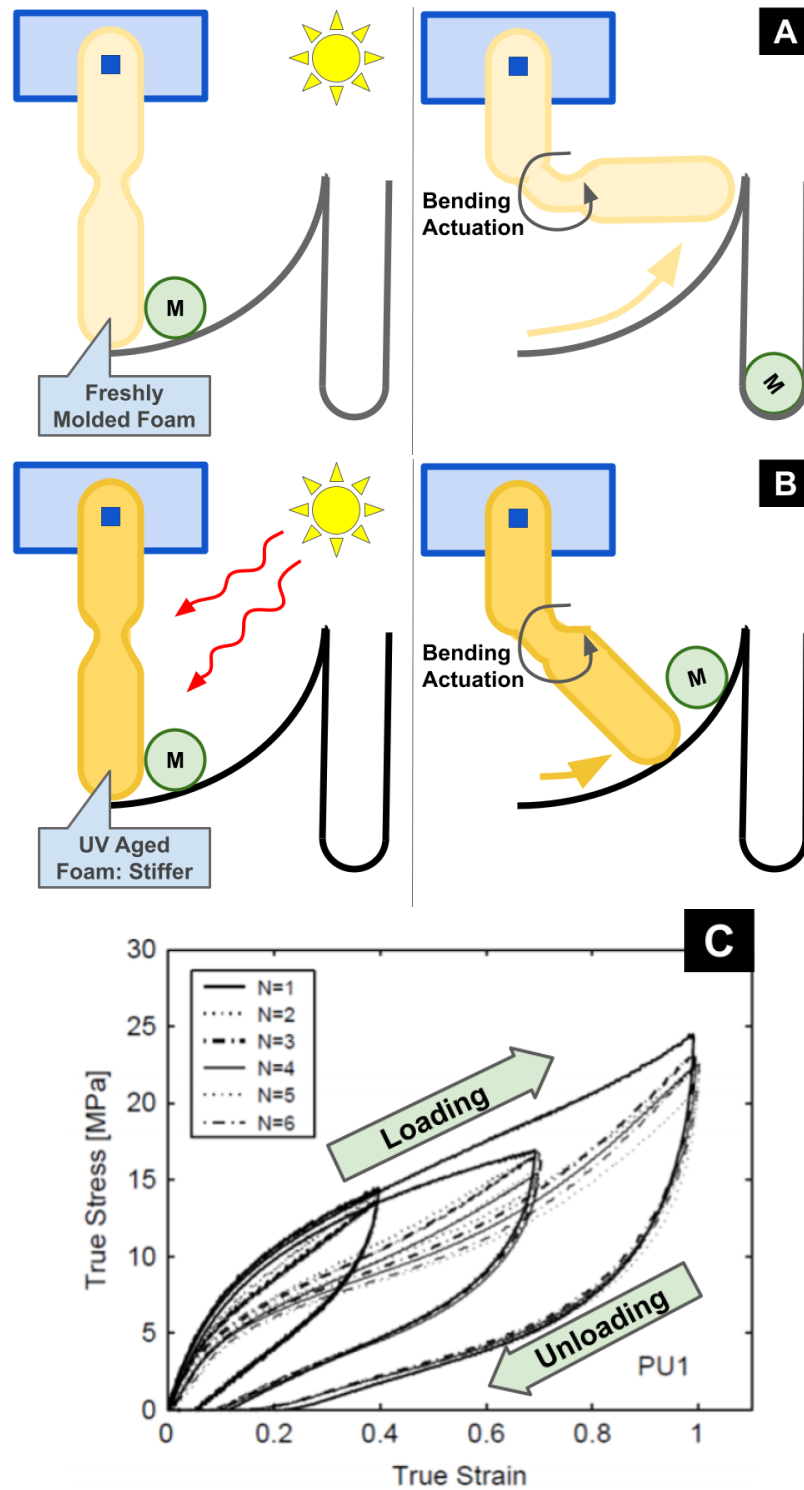 A
M
Bending
Actuation
M
Freshly
Molded Foam
B
M
Bending
Actuation
M
UV Aged
Foam: Stiffer
C
30
25
20
15
10
5
0
True Stress [MPa]
N=1
N=2
N=3
N=4
N=5
N=6
Loading
Unloading
PU1
0
0.2
0.4
0.6
0.8
1
True Strain